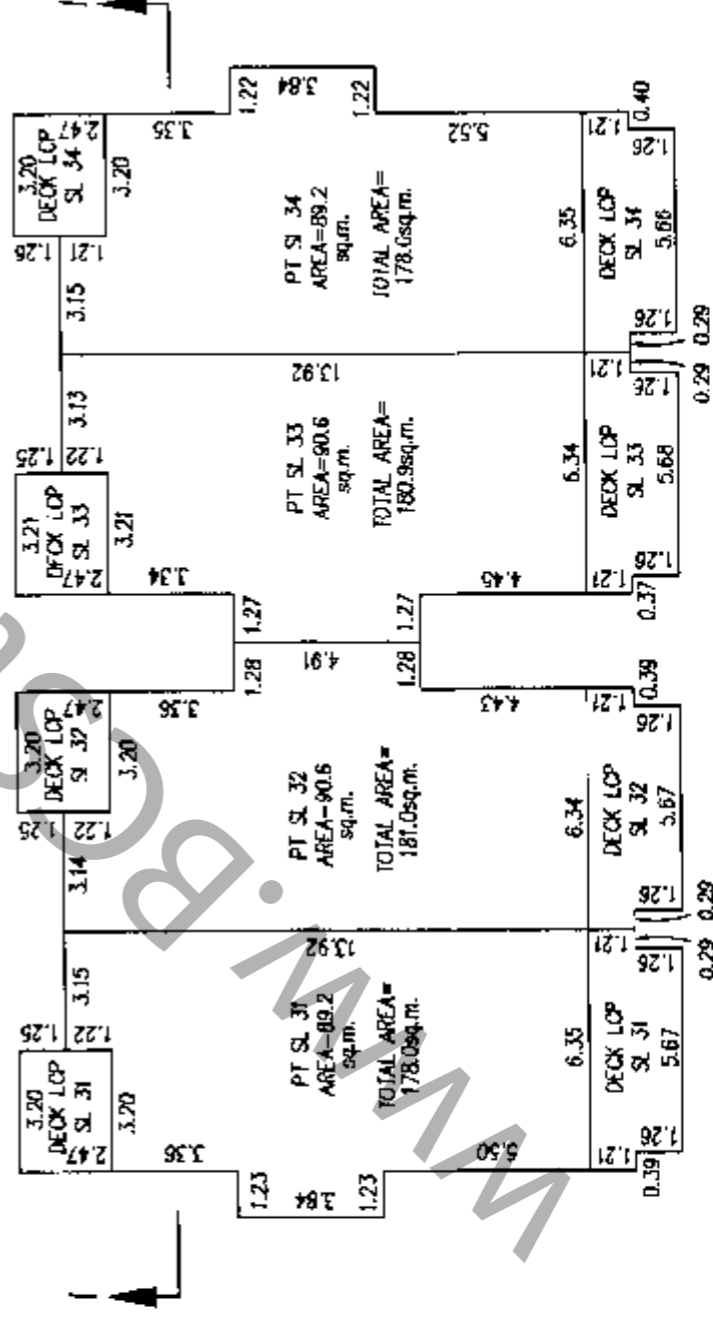 3.20
DECK LCP
SL 31
2.47
3.20
1.25
1.22
3.15
3.36
1.23
3.84
1.23
5.50
PT SL 31
AREA=89.2
sq.m.
TOTAL AREA=
178.0sq.m.
13.92
6.35
1.21
1.21
DECK LCP
SL 31
5.67
0.39
1.26
1.26
0.29
3.20
DECK LCP
SL 32
2.47
3.20
1.25
1.22
3.14
3.36
1.28
4.91
1.28
4.43
PT SL 32
AREA=90.6
sq.m.
TOTAL AREA=
181.0sq.m.
6.34
1.21
DECK LCP
SL 32
5.67
1.26
1.26
0.29
0.39
3.21
DECK LCP
SL 33
2.47
3.21
1.25
1.22
3.13
3.34
1.27
1.27
4.45
PT SL 33
AREA=90.6
sq.m.
TOTAL AREA=
180.9sq.m.
13.92
6.34
1.21
1.21
DECK LCP
SL 33
5.68
0.37
1.26
1.26
0.29
3.20
DECK LCP
SL 34
2.47
3.20
1.26
1.21
3.15
3.35
1.22
3.84
1.22
5.52
PT SL 34
AREA=89.2
sq.m.
TOTAL AREA=
178.0sq.m.
6.35
1.21
DECK LCP
SL 34
5.66
1.26
1.26
0.29
0.40